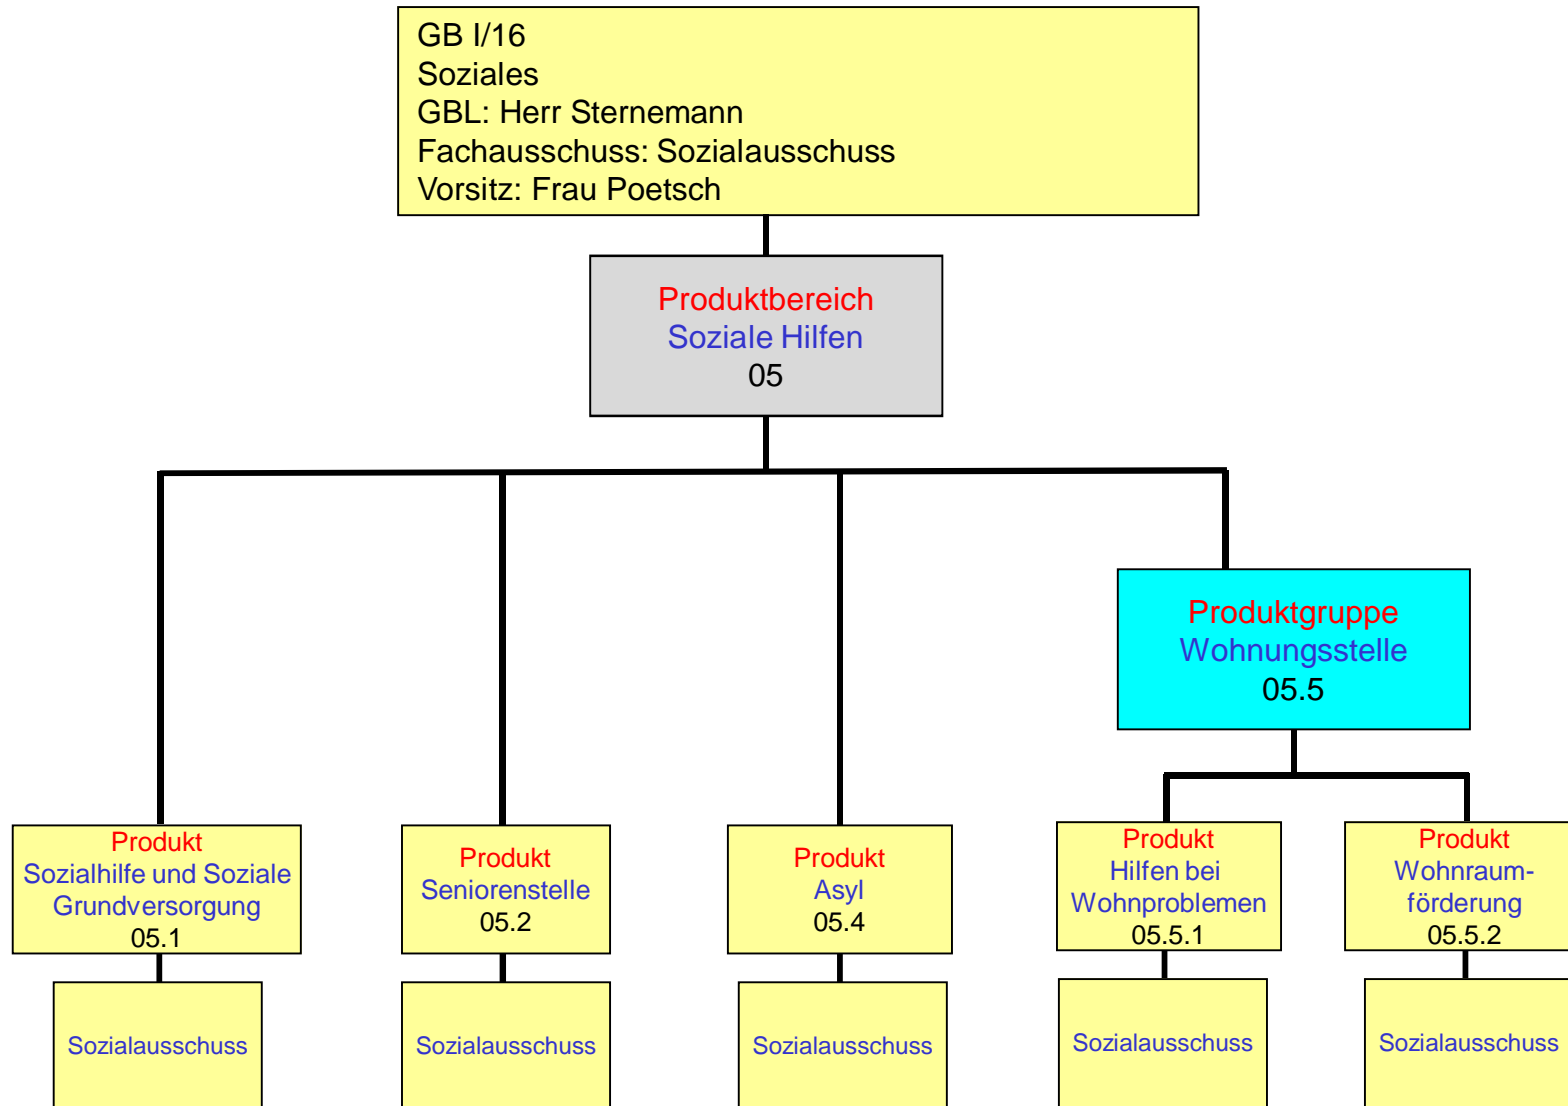 GB I/16
Soziales
GBL: Herr Sternemann
Fachausschuss: Sozialausschuss
Vorsitz: Frau Poetsch
Produktbereich
Soziale Hilfen
05
Produktgruppe
Wohnungsstelle
05.5
Produkt
Sozialhilfe und Soziale
Grundversorgung
05.1
Produkt
Seniorenstelle
05.2
Produkt
Asyl
05.4
Produkt
Hilfen bei
Wohnproblemen
05.5.1
Produkt
Wohnraum-
förderung
05.5.2
Sozialausschuss
Sozialausschuss
Sozialausschuss
Sozialausschuss
Sozialausschuss